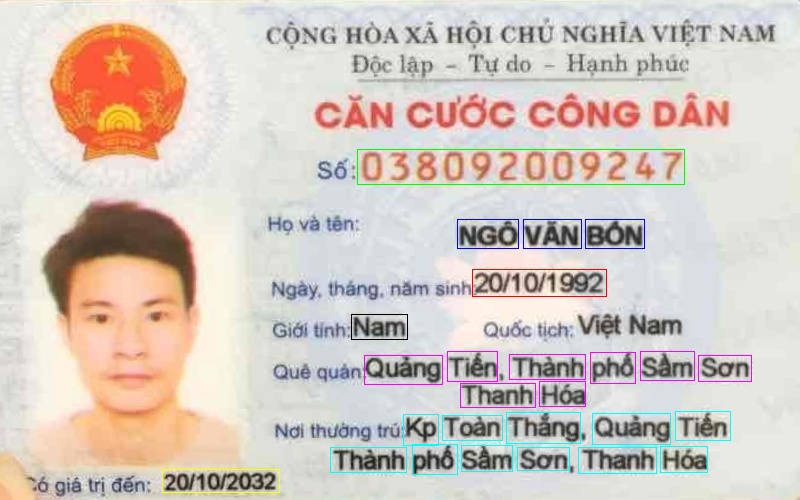 CỘNG HÒA XÃ HỘI CHỦ NGHĨA VIỆT NAM
Độc lập - Tự do - Hạnh phúc
CĂN CƯỚC CÔNG DÂN
Số: 038092009247
Họ và tên:
NGÔ VĂN BỐN
Ngày, tháng, năm sinh 20/10/1992
Giới tính: Nam Quốc tịch: Việt Nam
Quê quán: Quảng Tiến, Thành phố Sầm Sơn
Thanh Hóa
Nơi thường trú: Kp Toàn Thắng, Quảng Tiến
Thành phố Sầm Sơn, Thanh Hóa
Có giá trị đến: 20/10/2032